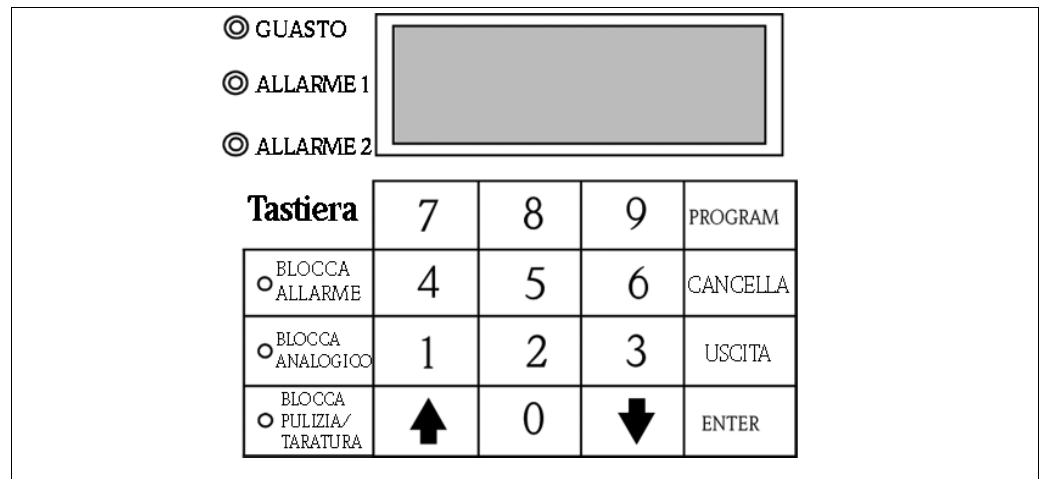 GUASTO
ALLARME 1
ALLARME 2
Tastiera
7 8 9 PROGRAM
BLOCCA
ALLARME
4 5 6 CANCELLA
BLOCCA
ANALOGICO
1 2 3 USCITA
BLOCCA
PULIZIA/
TARATURA
0 ENTER